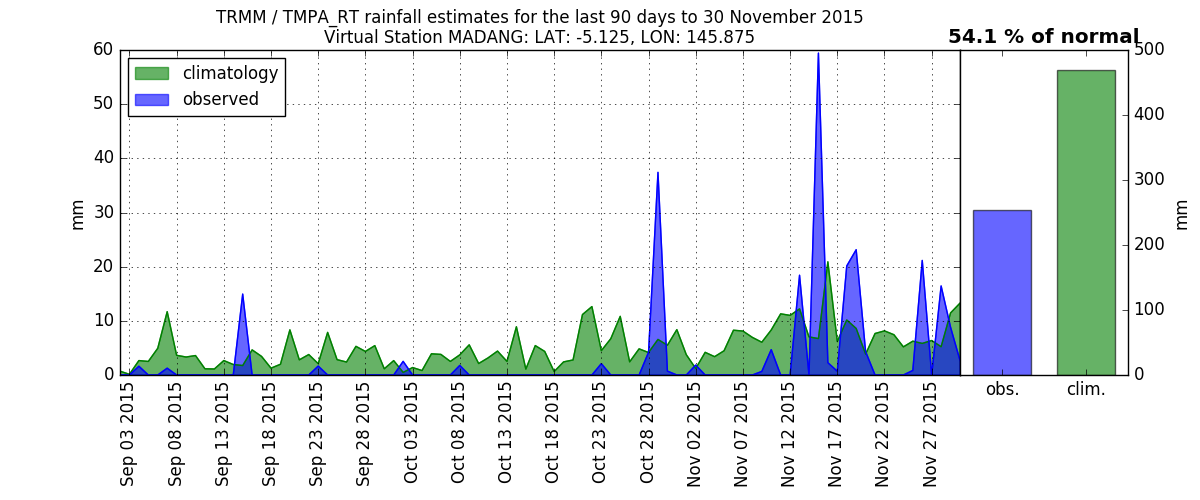 TRMM / TMPA_RT rainfall estimates for the last 90 days to 30 November 2015
Virtual Station MADANG: LAT: -5.125, LON: 145.875
54.1 % of normal
climatology
observed
60
50
40
30
20
10
0
mm
500
400
300
200
100
0
mm
Sep 03 2015
Sep 08 2015
Sep 13 2015
Sep 18 2015
Sep 23 2015
Sep 28 2015
Oct 03 2015
Oct 08 2015
Oct 13 2015
Oct 18 2015
Oct 23 2015
Oct 28 2015
Nov 02 2015
Nov 07 2015
Nov 12 2015
Nov 17 2015
Nov 22 2015
Nov 27 2015
obs.
clim.